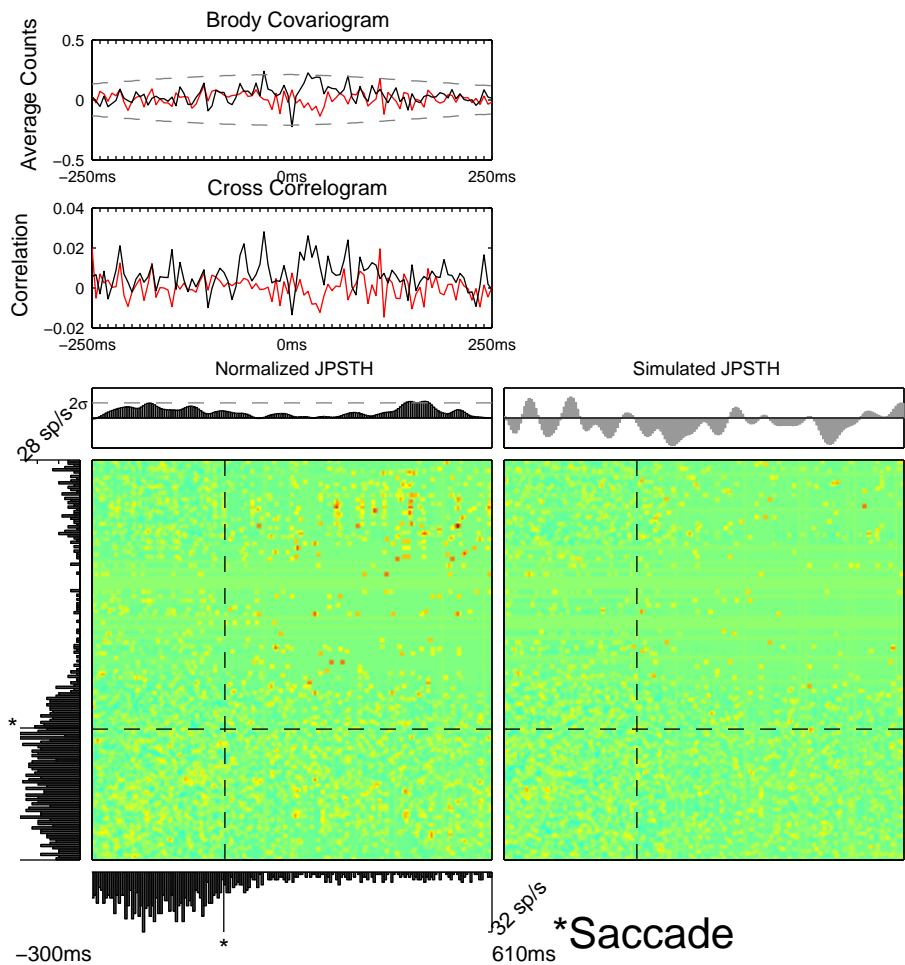 Brody Covariogram
Average Counts
0.5
0
−0.5
−250ms
0ms
250ms
Cross Correlogram
Correlation
0.04
0.02
0
−0.02
−250ms
0ms
250ms
Normalized JPSTH
Simulated JPSTH
28 sp/s
2σ
*
*
32 sp/s
*Saccade
−300ms
610ms